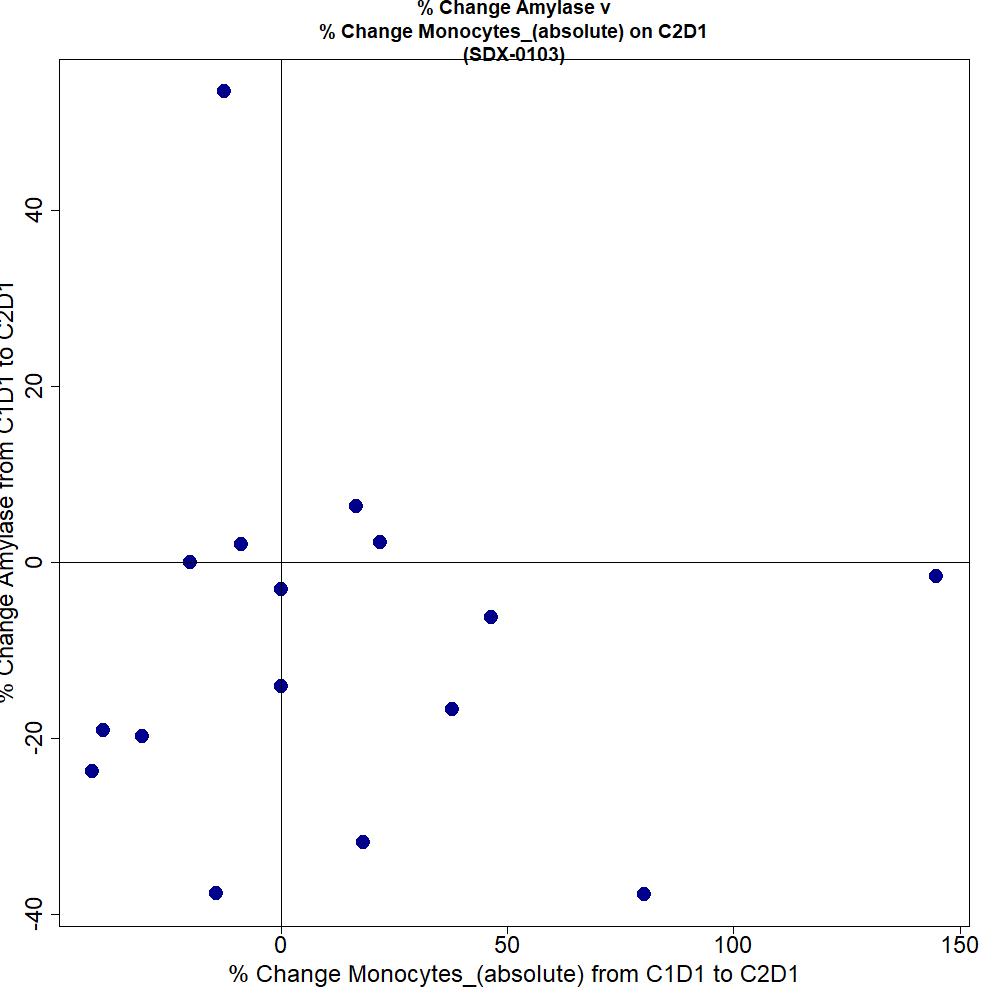 % Change Amylase v
% Change Monocytes_(absolute) on C2D1
(SDX-0103)
% Change Amylase from C1D1 to C2D1
40
20
0
-20
-40
0
50
100
150
% Change Monocytes_(absolute) from C1D1 to C2D1